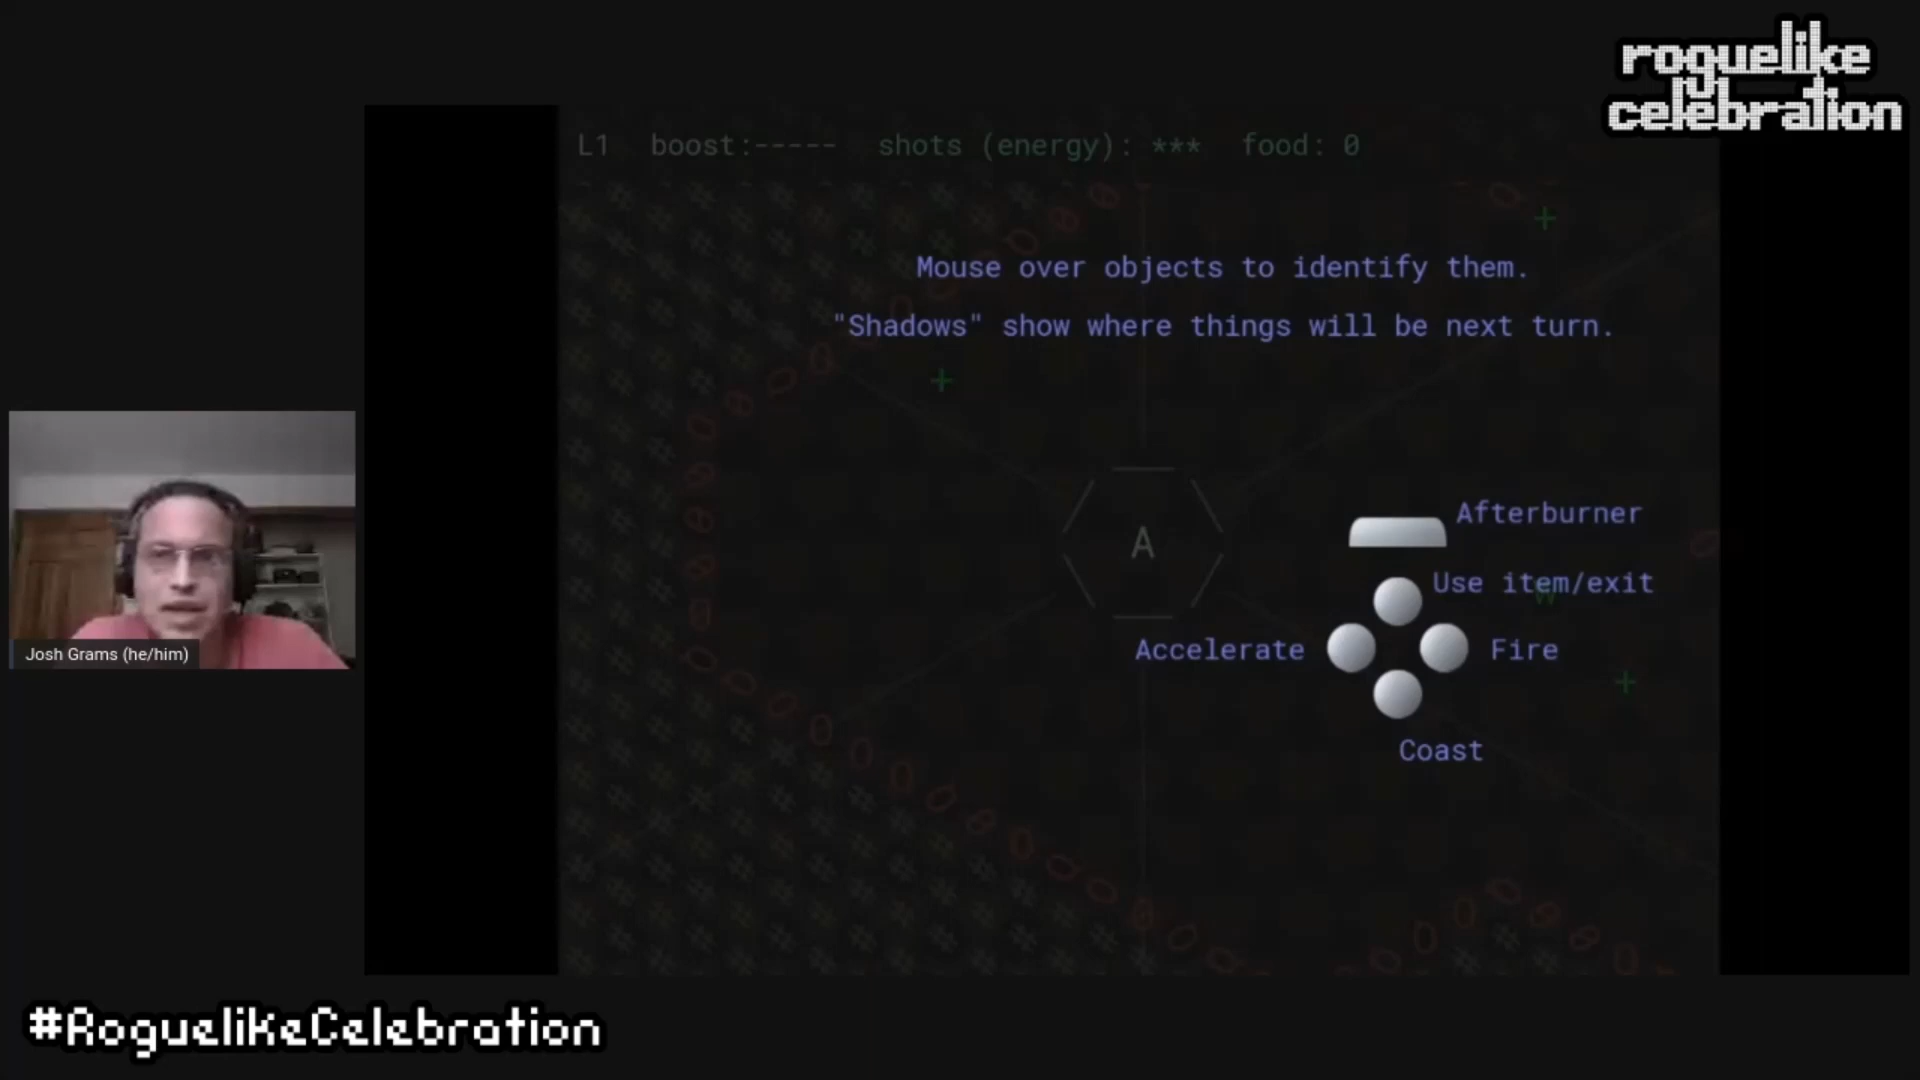 roguelike
celebration
L1 boost:----- shots (energy): *** food: 0
Mouse over objects to identify them.
"Shadows" show where things will be next turn.
A
Afterburner
Use item/exit
Accelerate
Fire
Coast
Josh Grams (he/him)
#RoguelikeCelebration